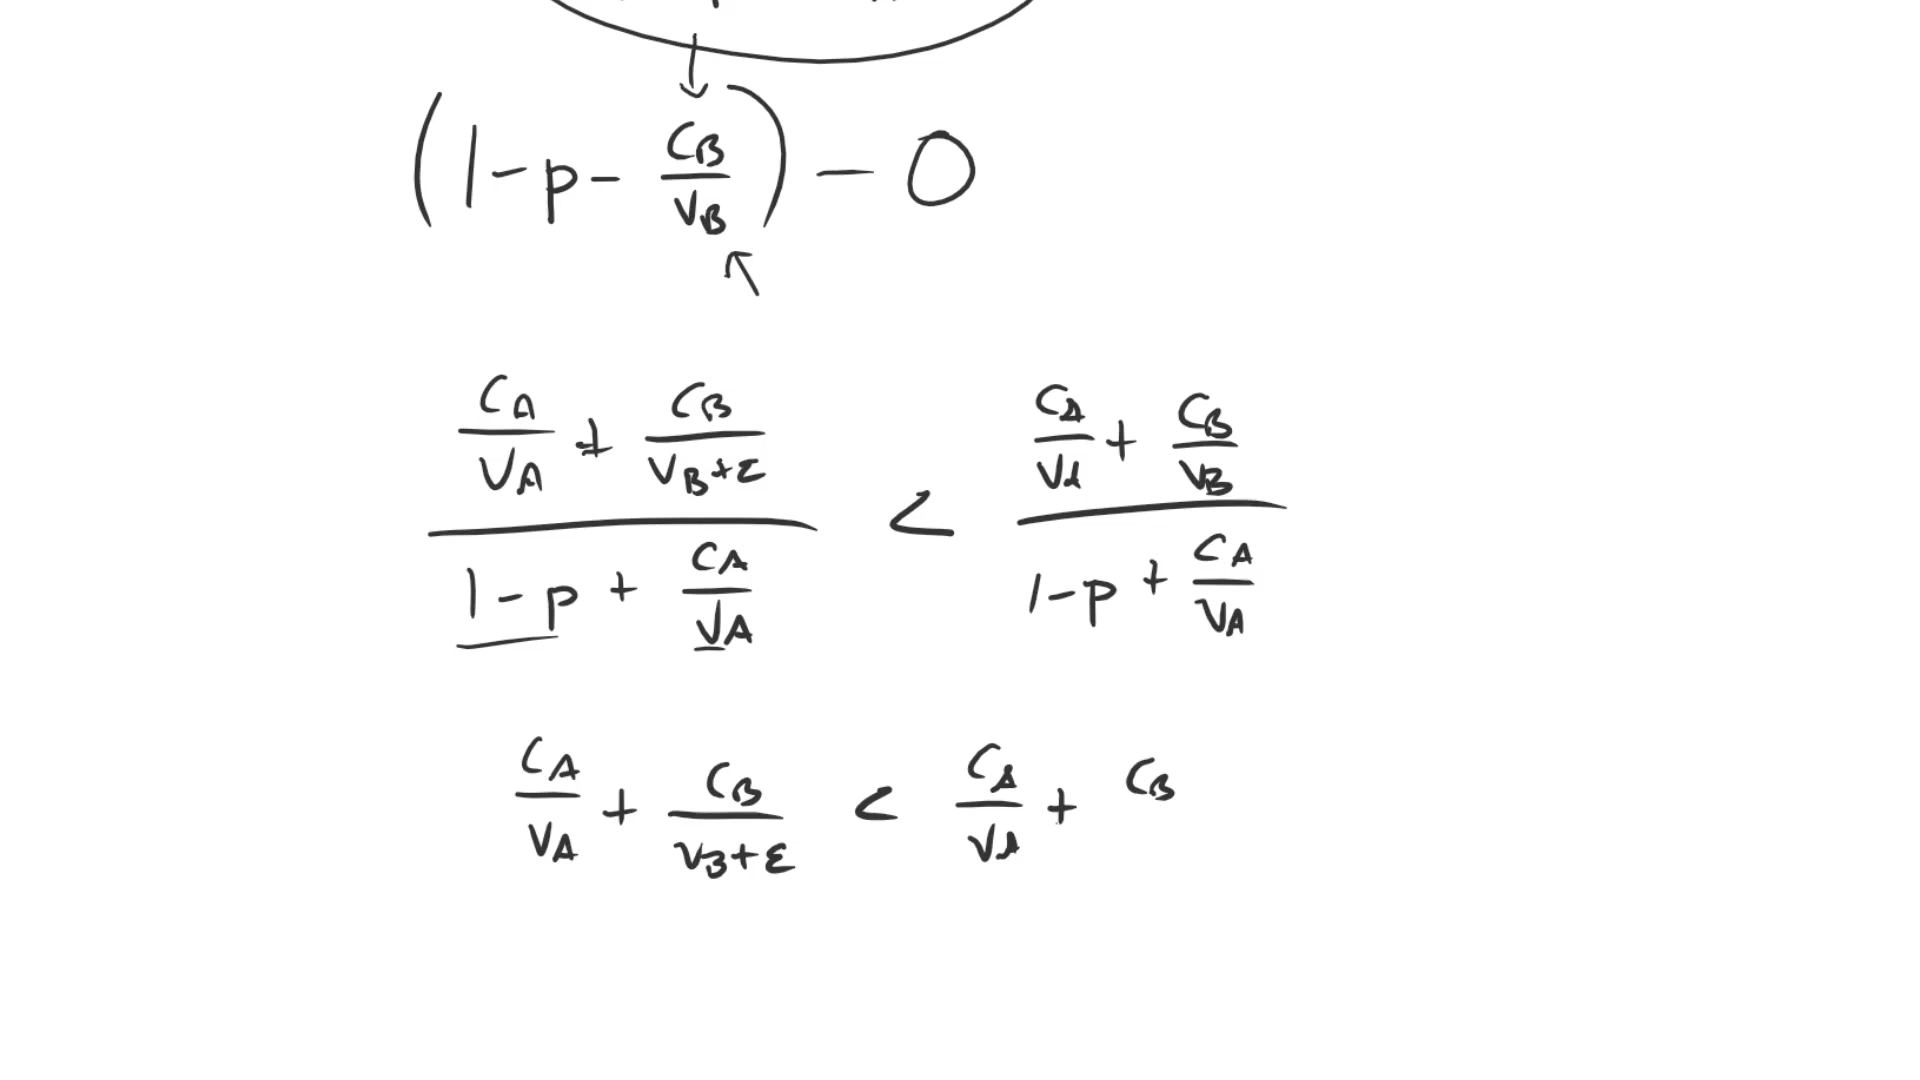 (1-p- C_B/V_B) - 0
(C_A/V_A + C_B/(V_B+ε)) / (1-p + C_A/V_A) < (C_A/V_A + C_B/V_B) / (1-p + C_A/V_A)
C_A/V_A + C_B/(V_B+ε) < C_A/V_A + C_B